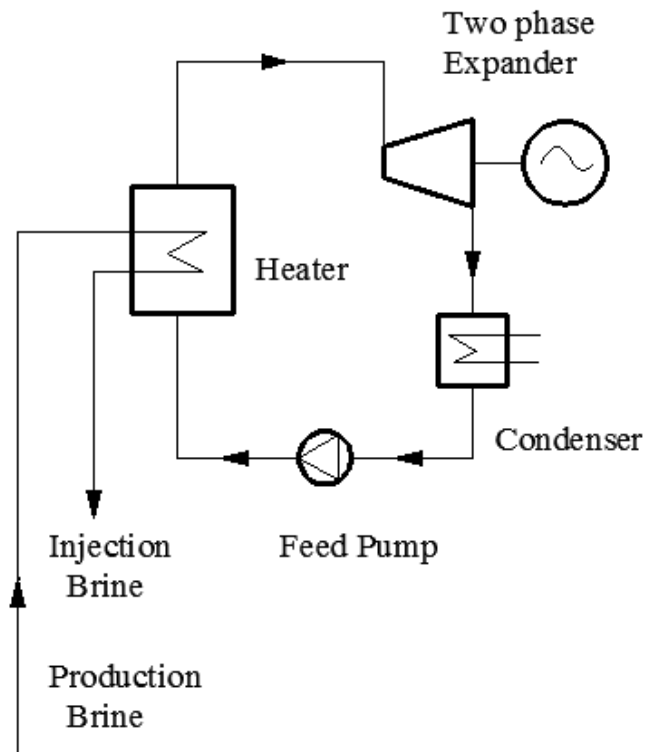 Two phase
Expander
Heater
Condenser
Injection
Brine
Feed Pump
Production
Brine